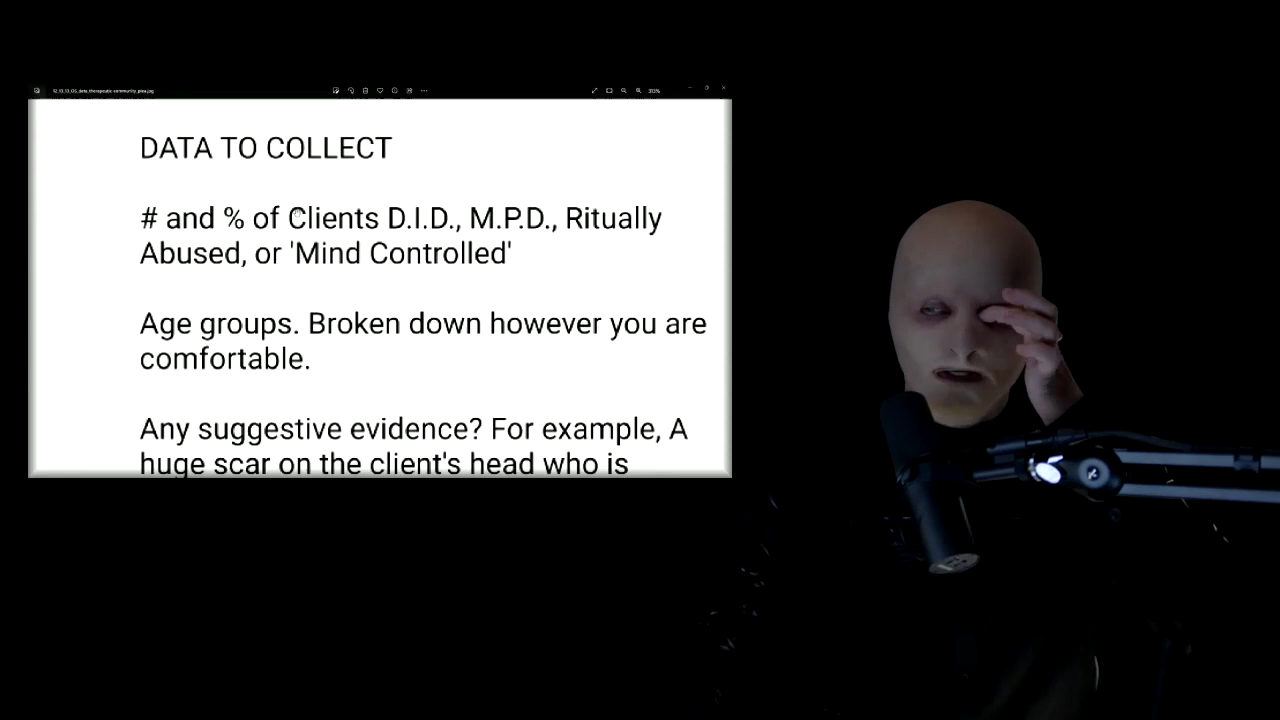 313%
DATA TO COLLECT
# and % of Clients D.I.D., M.P.D., Ritually
Abused, or 'Mind Controlled'
Age groups. Broken down however you are
comfortable.
Any suggestive evidence? For example, A
huge scar on the client's head who is